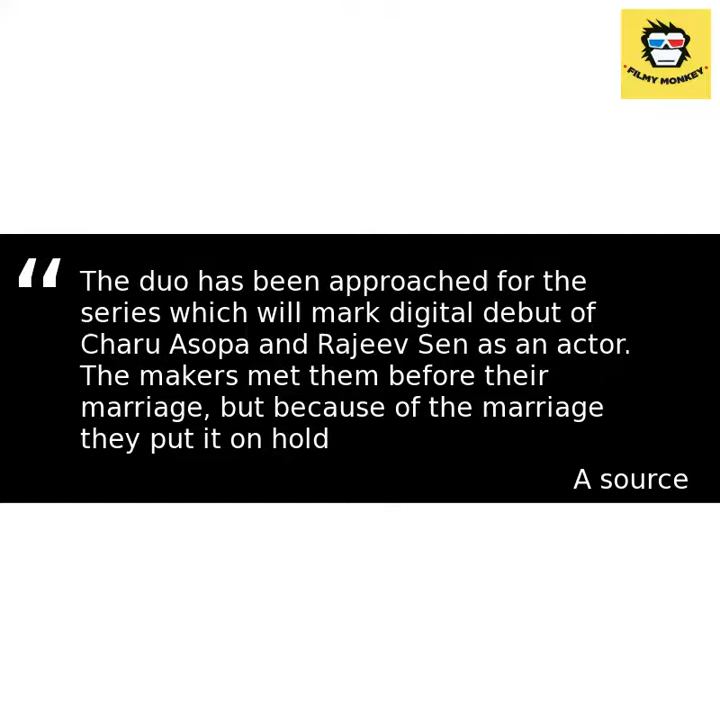 • FILMY MONKEY •
“ The duo has been approached for the
series which will mark digital debut of
Charu Asopa and Rajeev Sen as an actor.
The makers met them before their
marriage, but because of the marriage
they put it on hold
A source